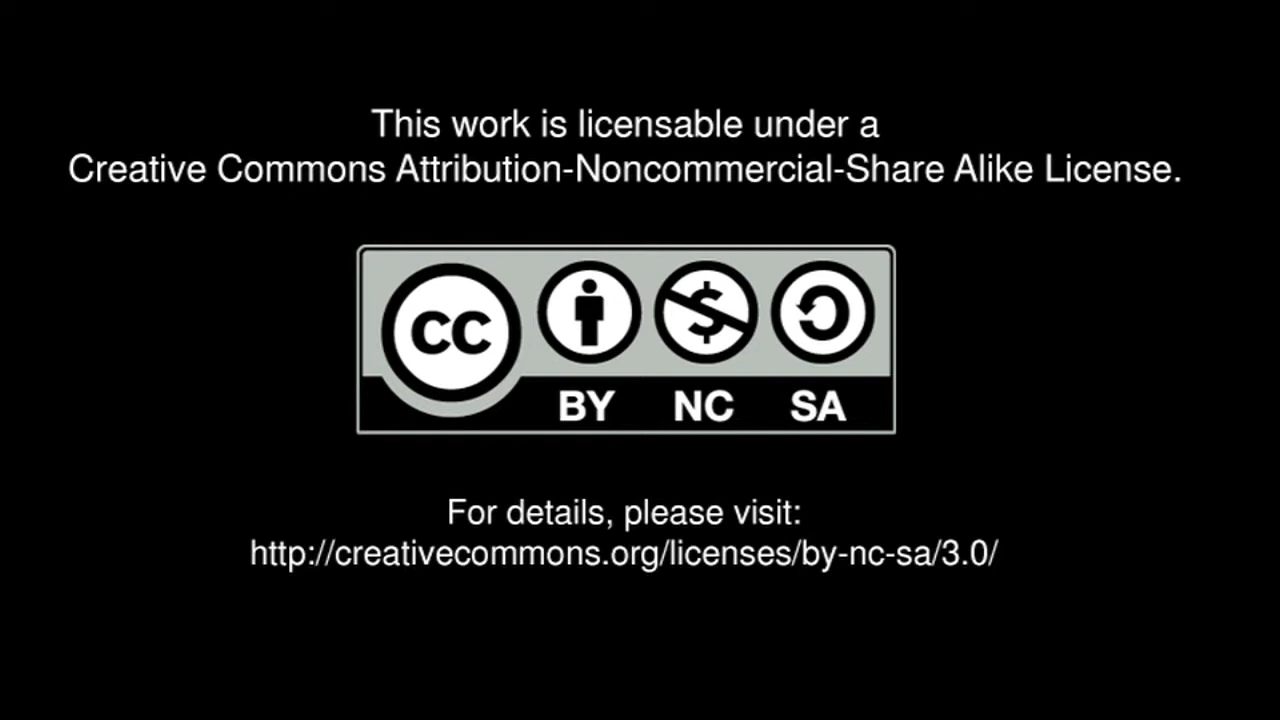 This work is licensable under a
Creative Commons Attribution-Noncommercial-Share Alike License.
CC
BY NC SA
For details, please visit:
http://creativecommons.org/licenses/by-nc-sa/3.0/